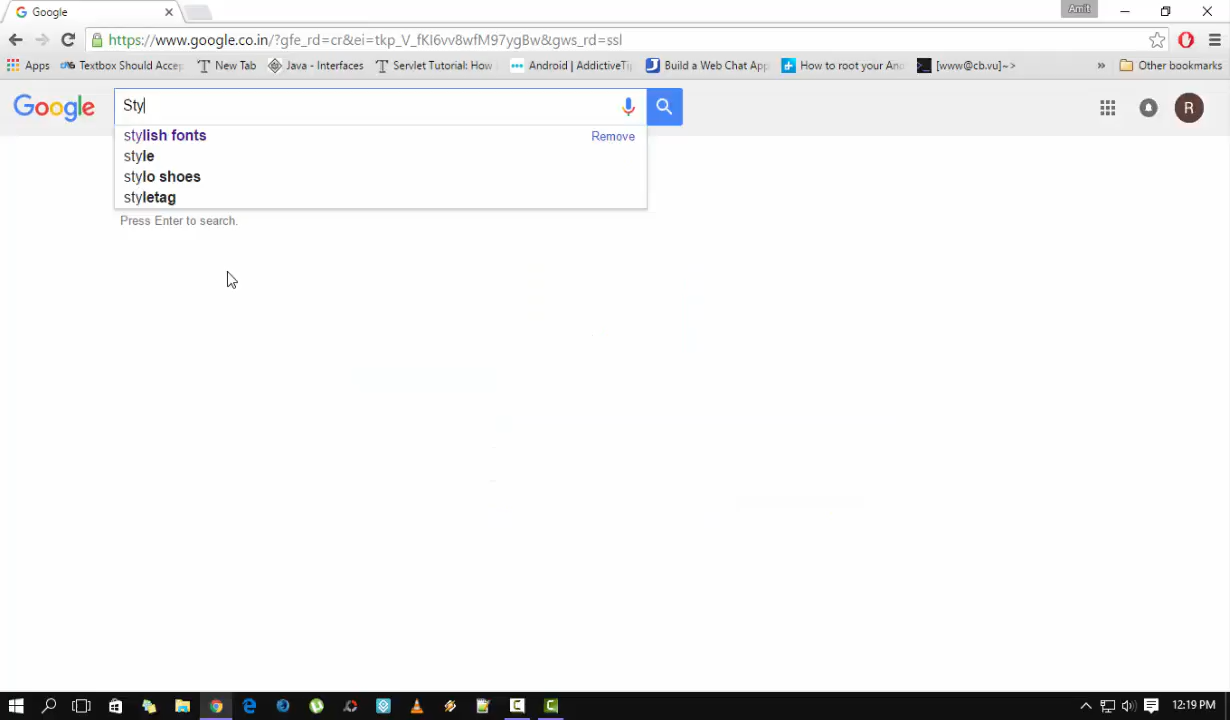 Google
Amit
https://www.google.co.in/?gfe_rd=cr&ei=tkp_V_fKI6vv8wfM97ygBw&gws_rd=ssl
Apps Textbox Should Accep New Tab Java - Interfaces Servlet Tutorial: How Android | AddictiveTip Build a Web Chat App How to root your And [www@cb.vu]~> » Other bookmarks
Google Sty R
stylish fonts Remove
style
stylo shoes
styletag
Press Enter to search.
12:19 PM